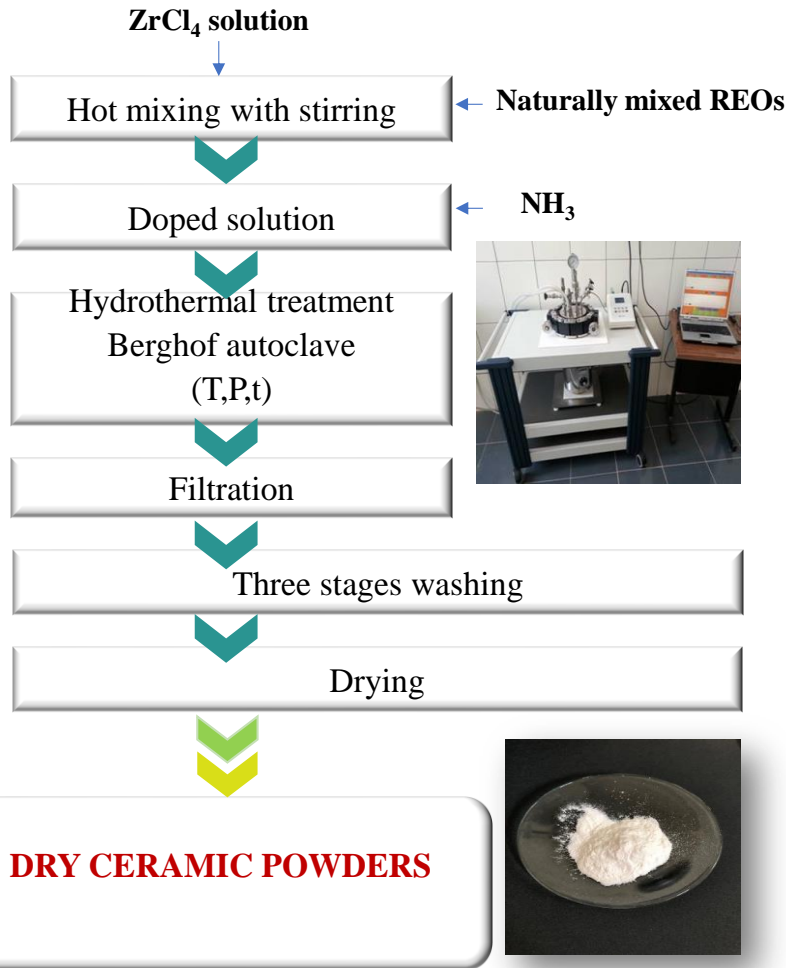 ZrCl₄ solution
Hot mixing with stirring
Naturally mixed REOs
Doped solution
NH₃
Hydrothermal treatment
Berghof autoclave
(T,P,t)
Filtration
Three stages washing
Drying
DRY CERAMIC POWDERS